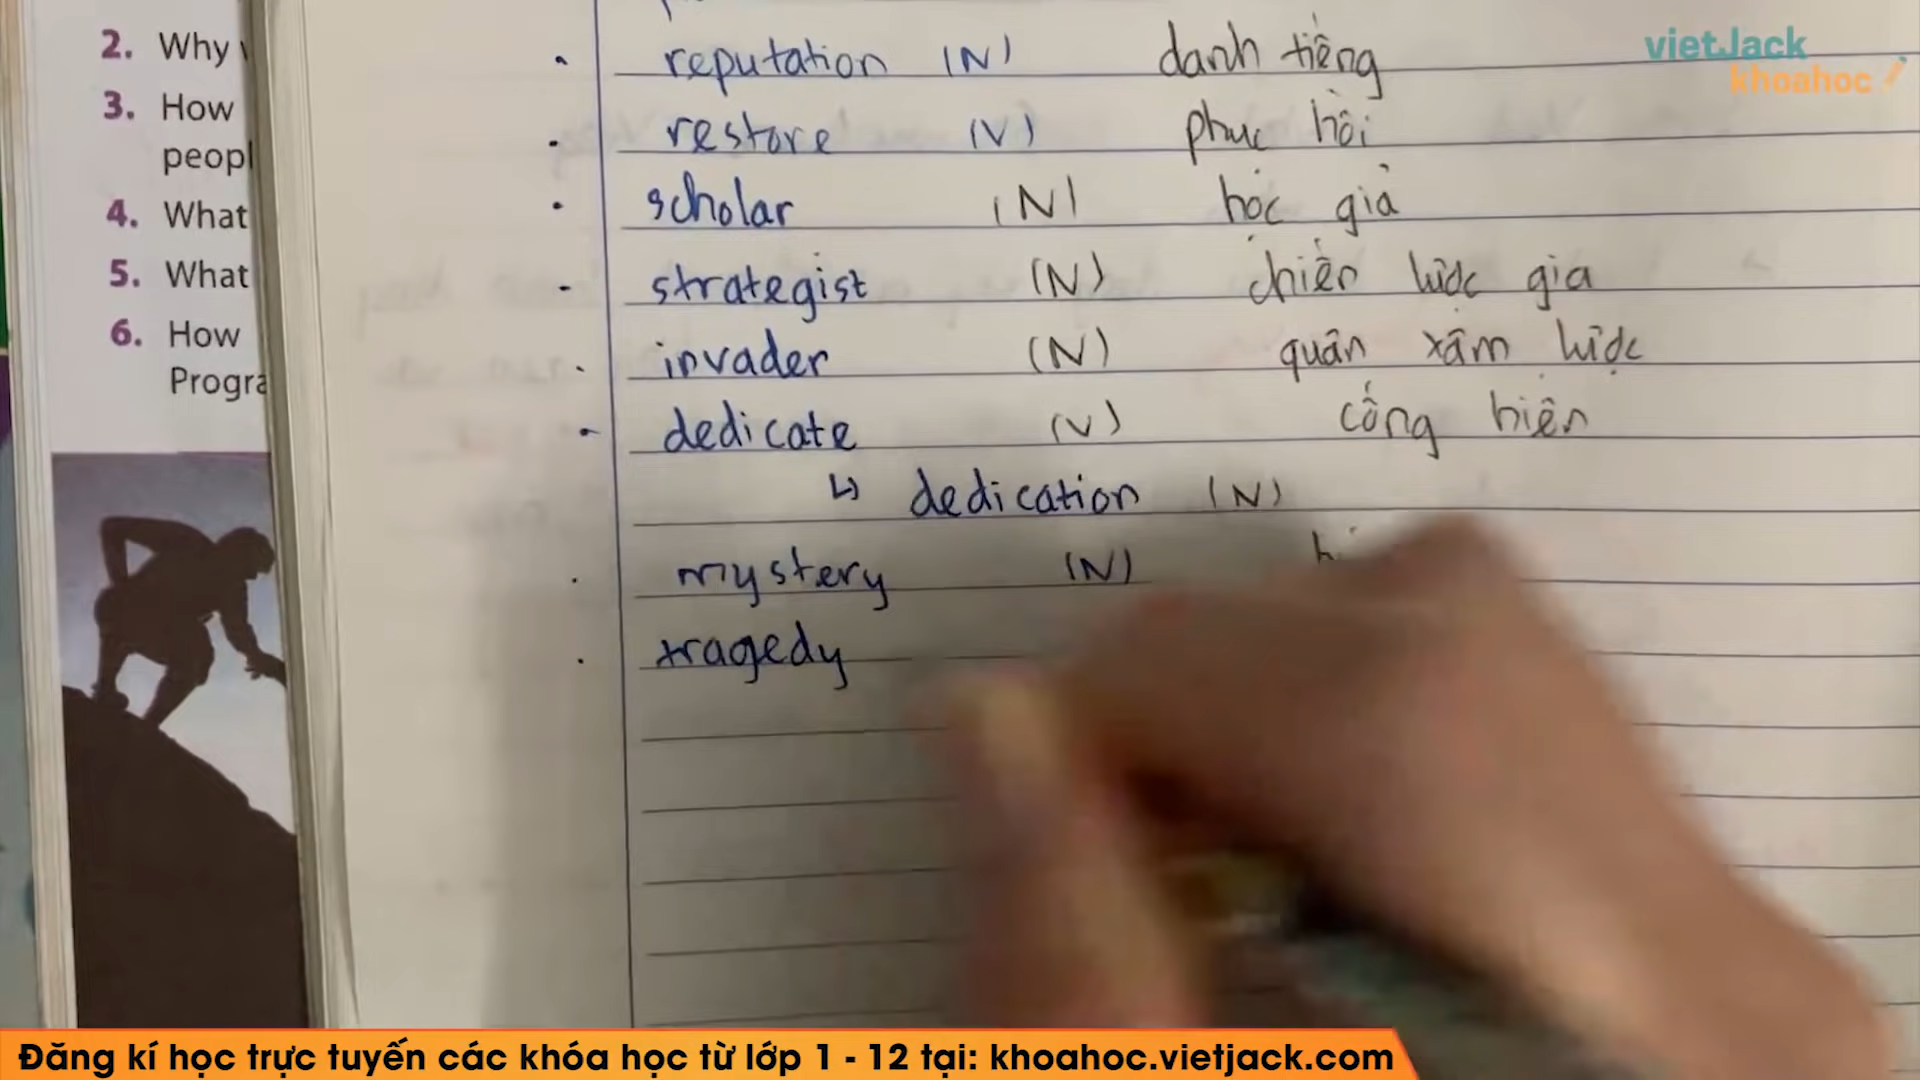 2. Why
3. How
peopl
4. What
5. What
6. How
Progra
reputation (N) danh tiếng
restore (V) phục hồi
scholar (N) học giả
strategist (N) chiến lược gia
invader (N) quân xâm lược
dedicate (V) cống hiến
↳ dedication (N)
mystery (N)
tragedy
vietJack
khoahoc
Đăng kí học trực tuyến các khóa học từ lớp 1 - 12 tại: khoahoc.vietjack.com